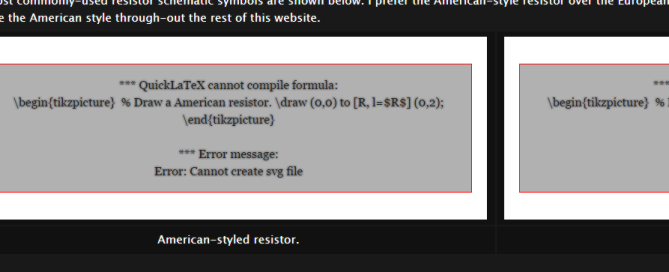 ost commonly-used resistor schematic symbols are shown below. I prefer the American-style resistor over the European
e the American style through-out the rest of this website.
*** QuickLaTeX cannot compile formula:
\begin{tikzpicture} % Draw a American resistor. \draw (0,0) to [R, l=$R$] (0,2);
\end{tikzpicture}
*** Error message:
Error: Cannot create svg file
American-styled resistor.
***
\begin{tikzpicture} %